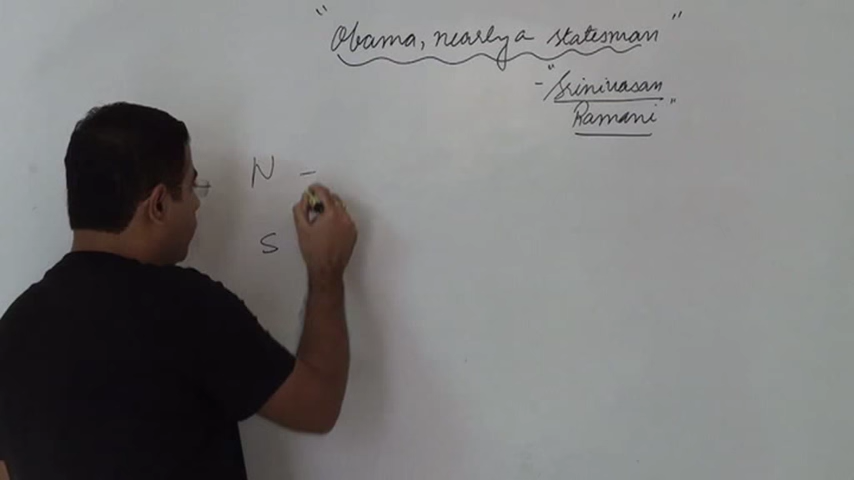 "Obama, nearly a statesman"
- "Srinivasan
Ramani"
N -
S